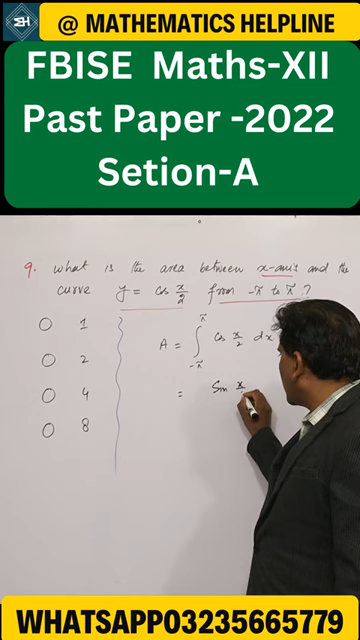 @ MATHEMATICS HELPLINE
FBISE Maths-XII
Past Paper -2022
Setion-A
9. What is the area between x-axis and the
curve y = cos x/2 from -π to π ?
1
2
4
8
A = ∫_{-π}^{π} cos x/2 dx
= Sin x
WHATSAPP03235665779